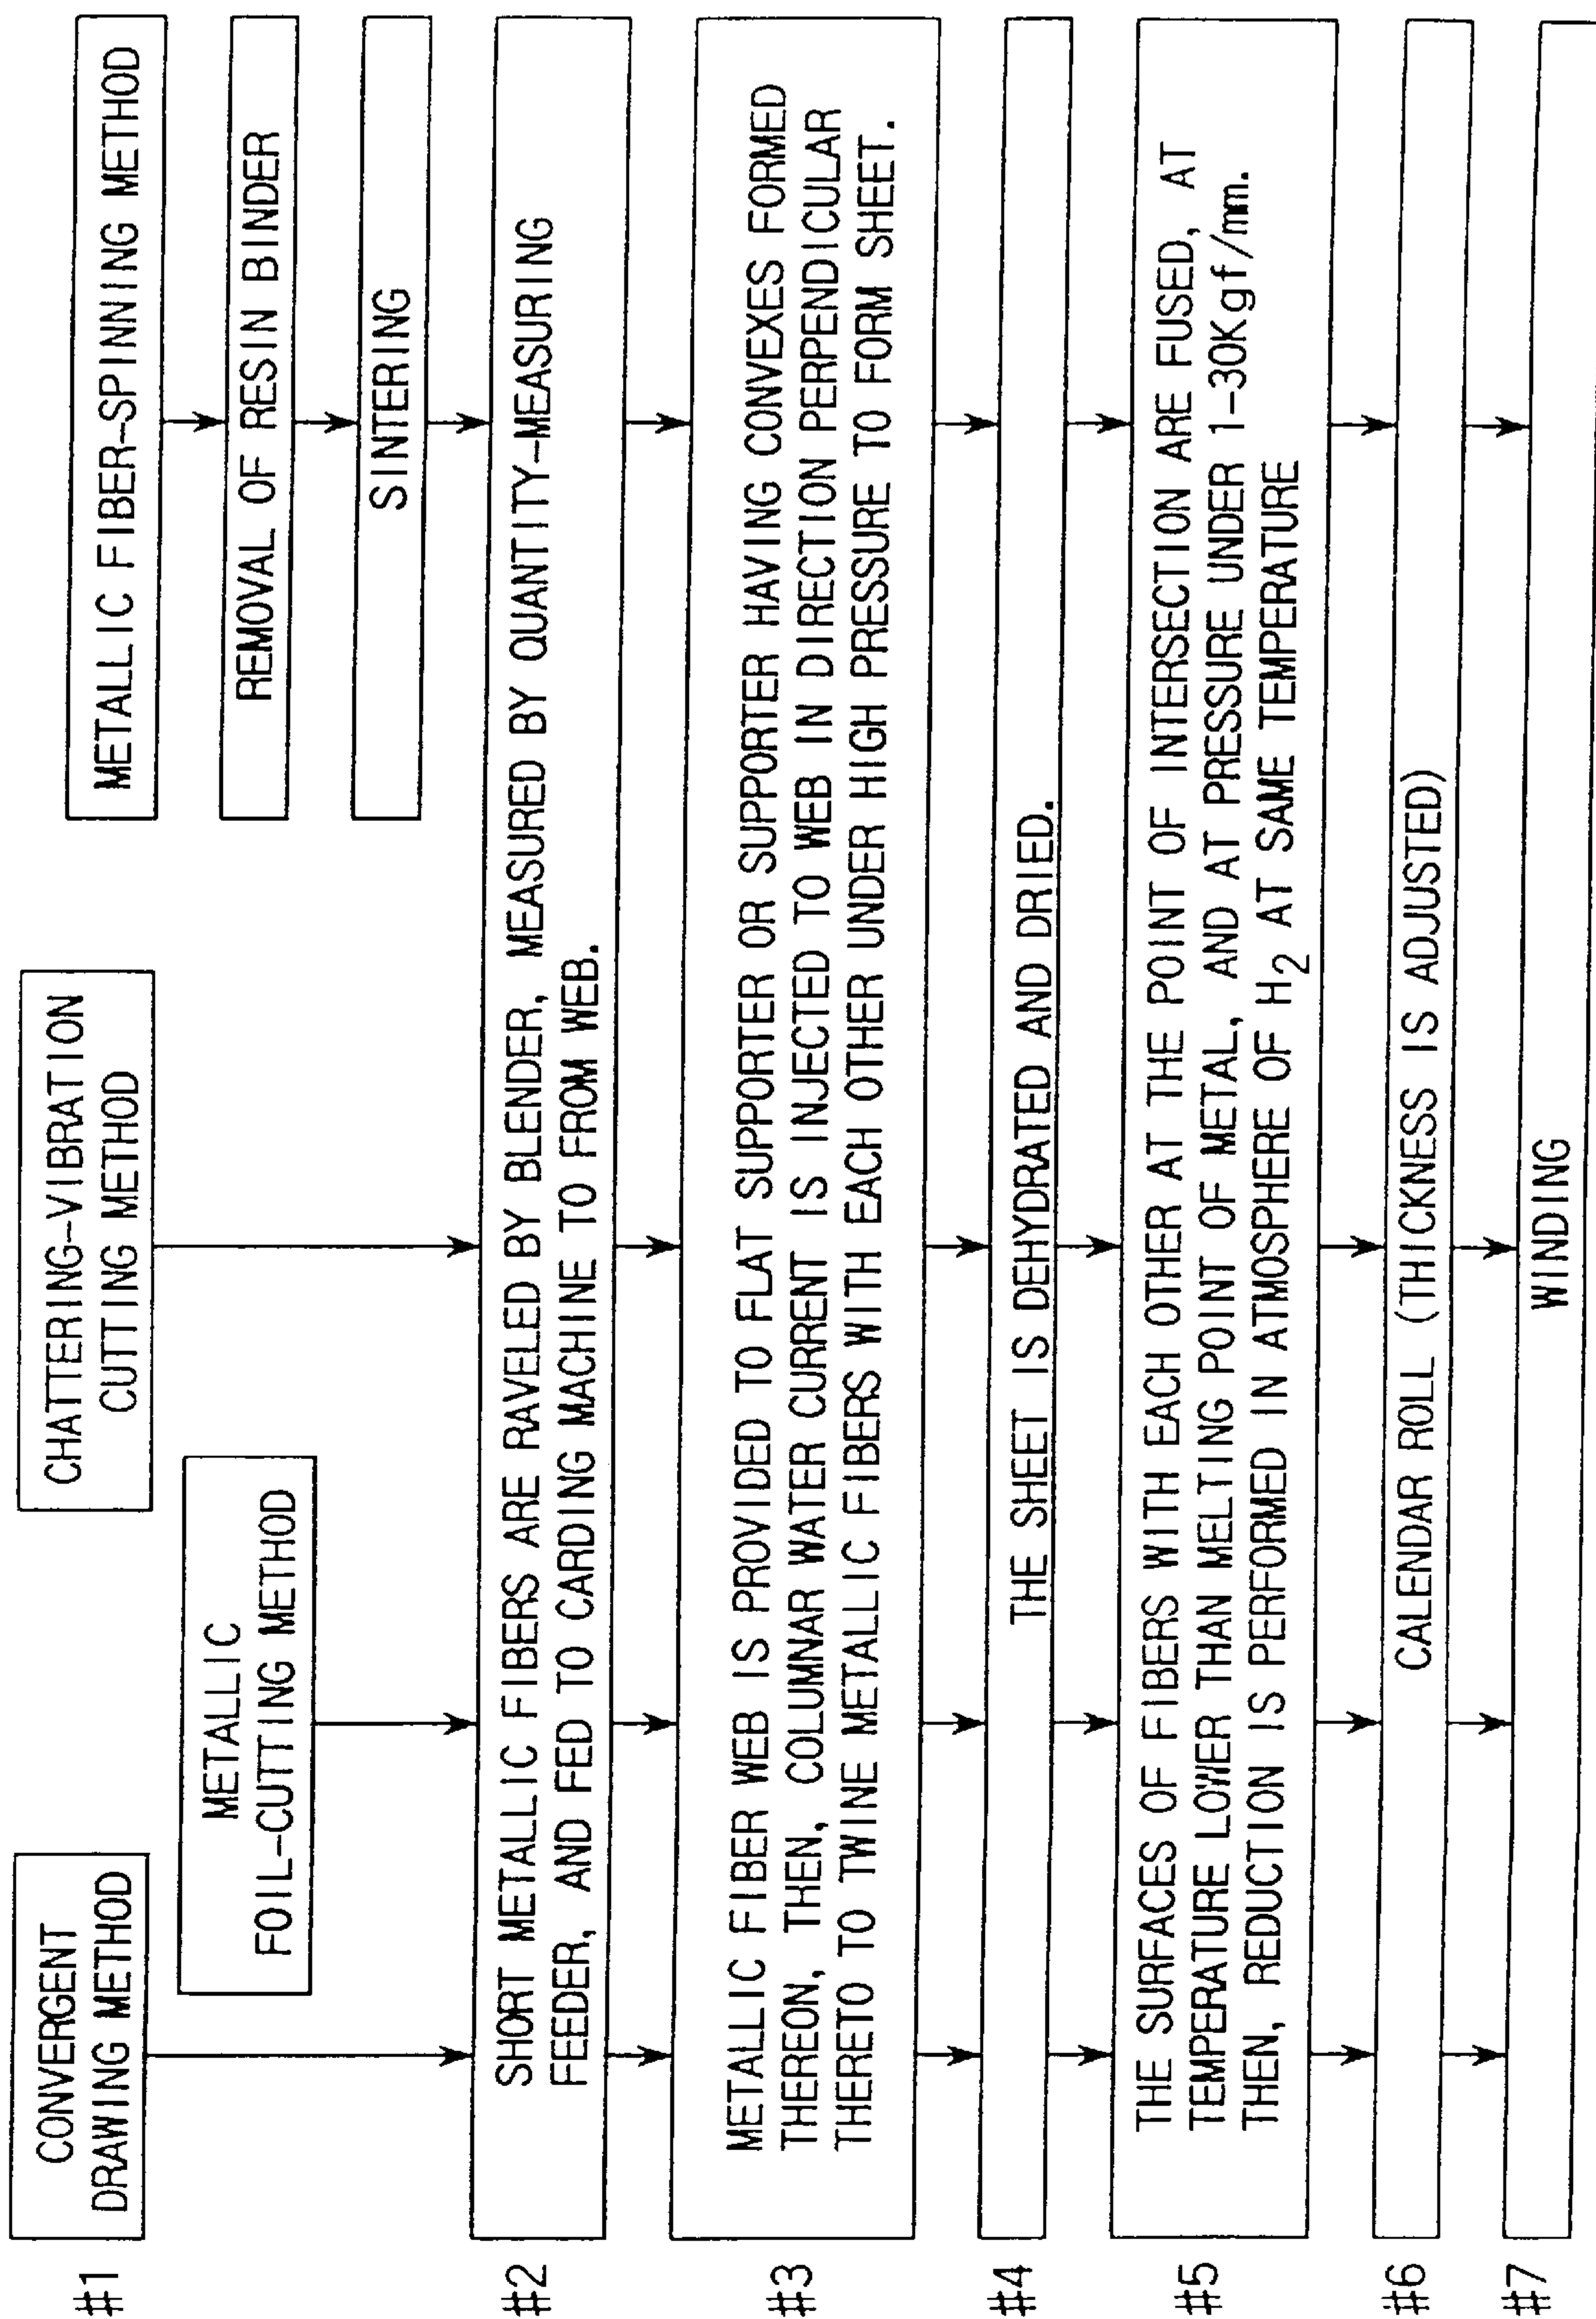 #1
CONVERGENT
DRAWING METHOD
METALLIC
FOIL-CUTTING METHOD
CHATTERING-VIBRATION
CUTTING METHOD
METALLIC FIBER-SPINNING METHOD
REMOVAL OF RESIN BINDER
SINTERING
#2
SHORT METALLIC FIBERS ARE RAVELED BY BLENDER, MEASURED BY QUANTITY-MEASURING
FEEDER, AND FED TO CARDING MACHINE TO FROM WEB.
#3
METALLIC FIBER WEB IS PROVIDED TO FLAT SUPPORTER OR SUPPORTER HAVING CONVEXES FORMED
THEREON, THEN, COLUMNAR WATER CURRENT IS INJECTED TO WEB IN DIRECTION PERPENDICULAR
THERETO TO TWINE METALLIC FIBERS WITH EACH OTHER UNDER HIGH PRESSURE TO FORM SHEET.
#4
THE SHEET IS DEHYDRATED AND DRIED.
#5
THE SURFACES OF FIBERS WITH EACH OTHER AT THE POINT OF INTERSECTION ARE FUSED, AT
TEMPERATURE LOWER THAN MELTING POINT OF METAL, AND AT PRESSURE UNDER 1-30Kgf/mm.
THEN, REDUCTION IS PERFORMED IN ATMOSPHERE OF H2 AT SAME TEMPERATURE
#6
CALENDAR ROLL (THICKNESS IS ADJUSTED)
#7
WINDING